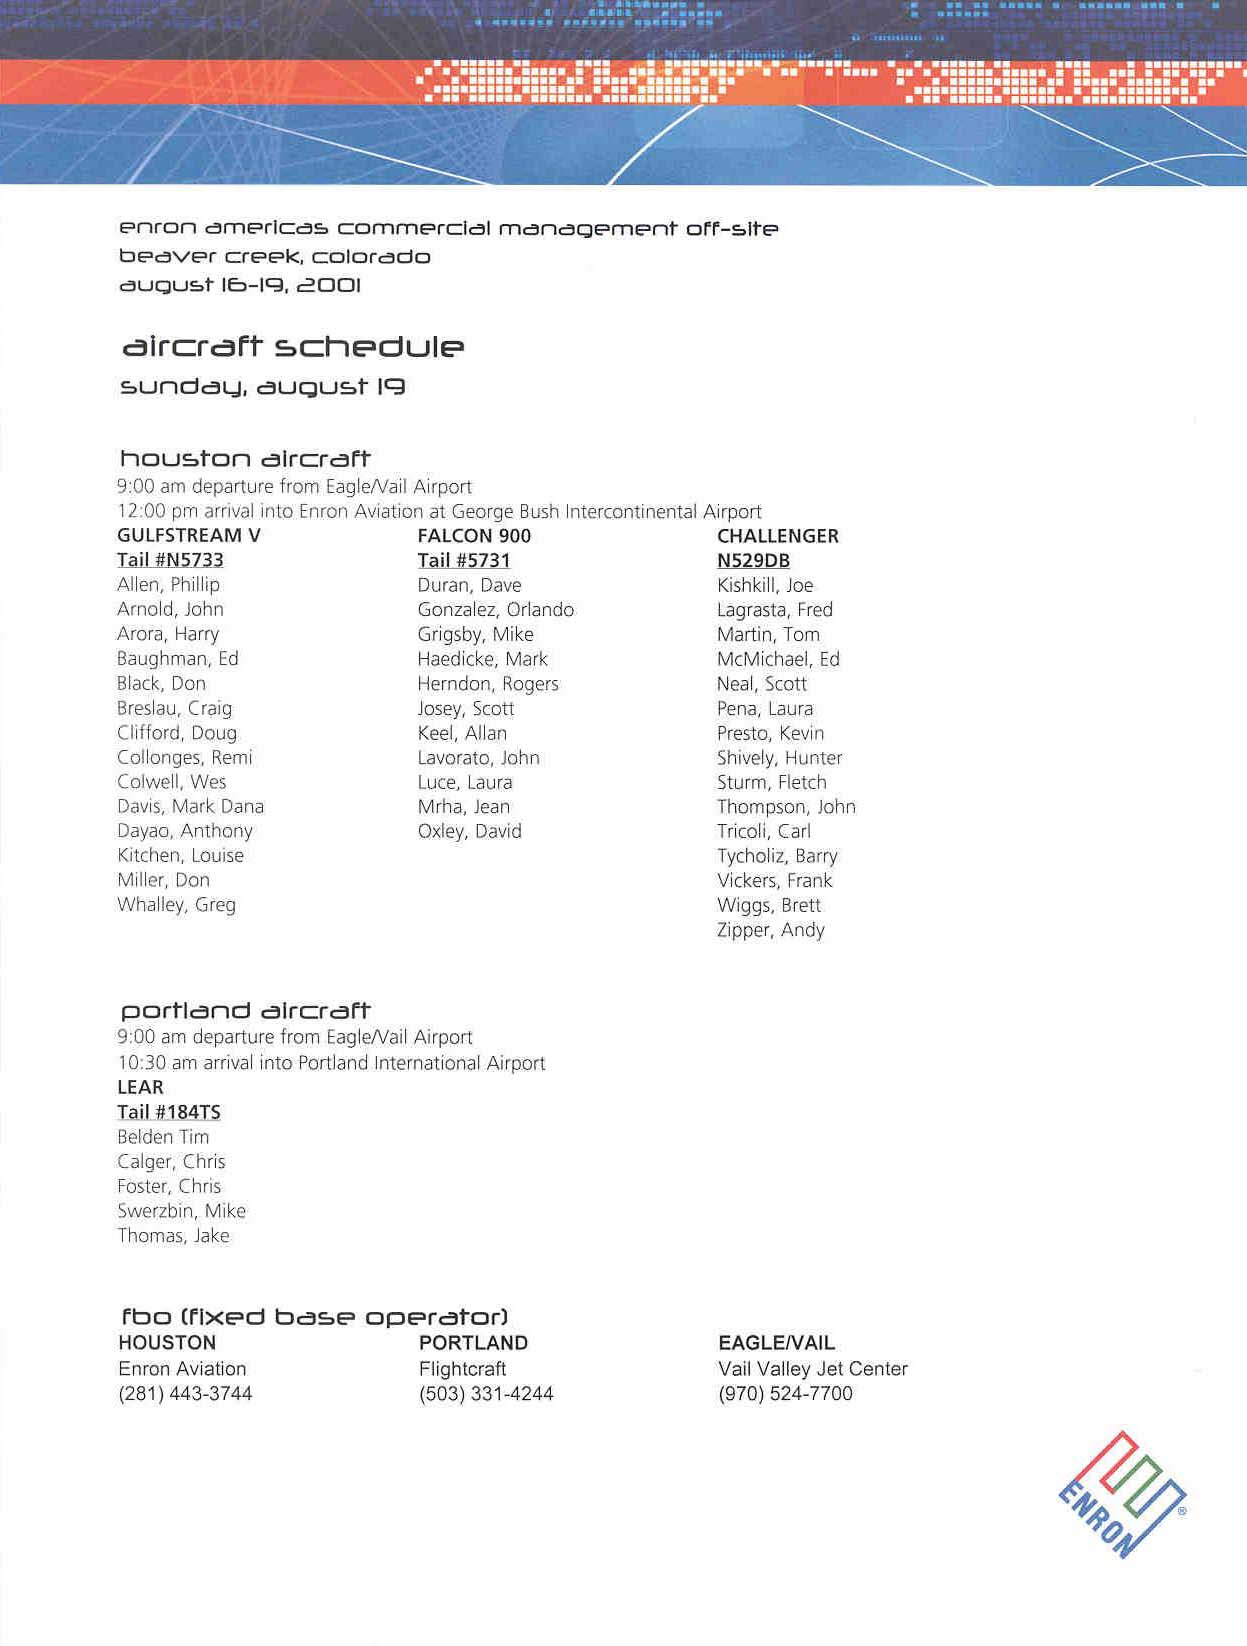 enron americas commercial management off-site
beaver creek, colorado
august 16-19, 2001
aircraft schedule
sunday, august 19
houston aircraft
9:00 am departure from Eagle/Vail Airport
12:00 pm arrival into Enron Aviation at George Bush Intercontinental Airport
GULFSTREAM V
Tail #N5733
Allen, Phillip
Arnold, John
Arora, Harry
Baughman, Ed
Black, Don
Breslau, Craig
Clifford, Doug
Collonges, Remi
Colwell, Wes
Davis, Mark Dana
Dayao, Anthony
Kitchen, Louise
Miller, Don
Whalley, Greg
FALCON 900
Tail #5731
Duran, Dave
Gonzalez, Orlando
Grigsby, Mike
Haedicke, Mark
Herndon, Rogers
Josey, Scott
Keel, Allan
Lavorato, John
Luce, Laura
Mrha, Jean
Oxley, David
CHALLENGER
N529DB
Kishkill, Joe
Lagrasta, Fred
Martin, Tom
McMichael, Ed
Neal, Scott
Pena, Laura
Presto, Kevin
Shively, Hunter
Sturm, Fletch
Thompson, John
Tricoli, Carl
Tycholiz, Barry
Vickers, Frank
Wiggs, Brett
Zipper, Andy
portland aircraft
9:00 am departure from Eagle/Vail Airport
10:30 am arrival into Portland International Airport
LEAR
Tail #184TS
Belden Tim
Calger, Chris
Foster, Chris
Swerzbin, Mike
Thomas, Jake
fbo (fixed base operator)
HOUSTON
Enron Aviation
(281) 443-3744
PORTLAND
Flightcraft
(503) 331-4244
EAGLE/VAIL
Vail Valley Jet Center
(970) 524-7700
ENRON®